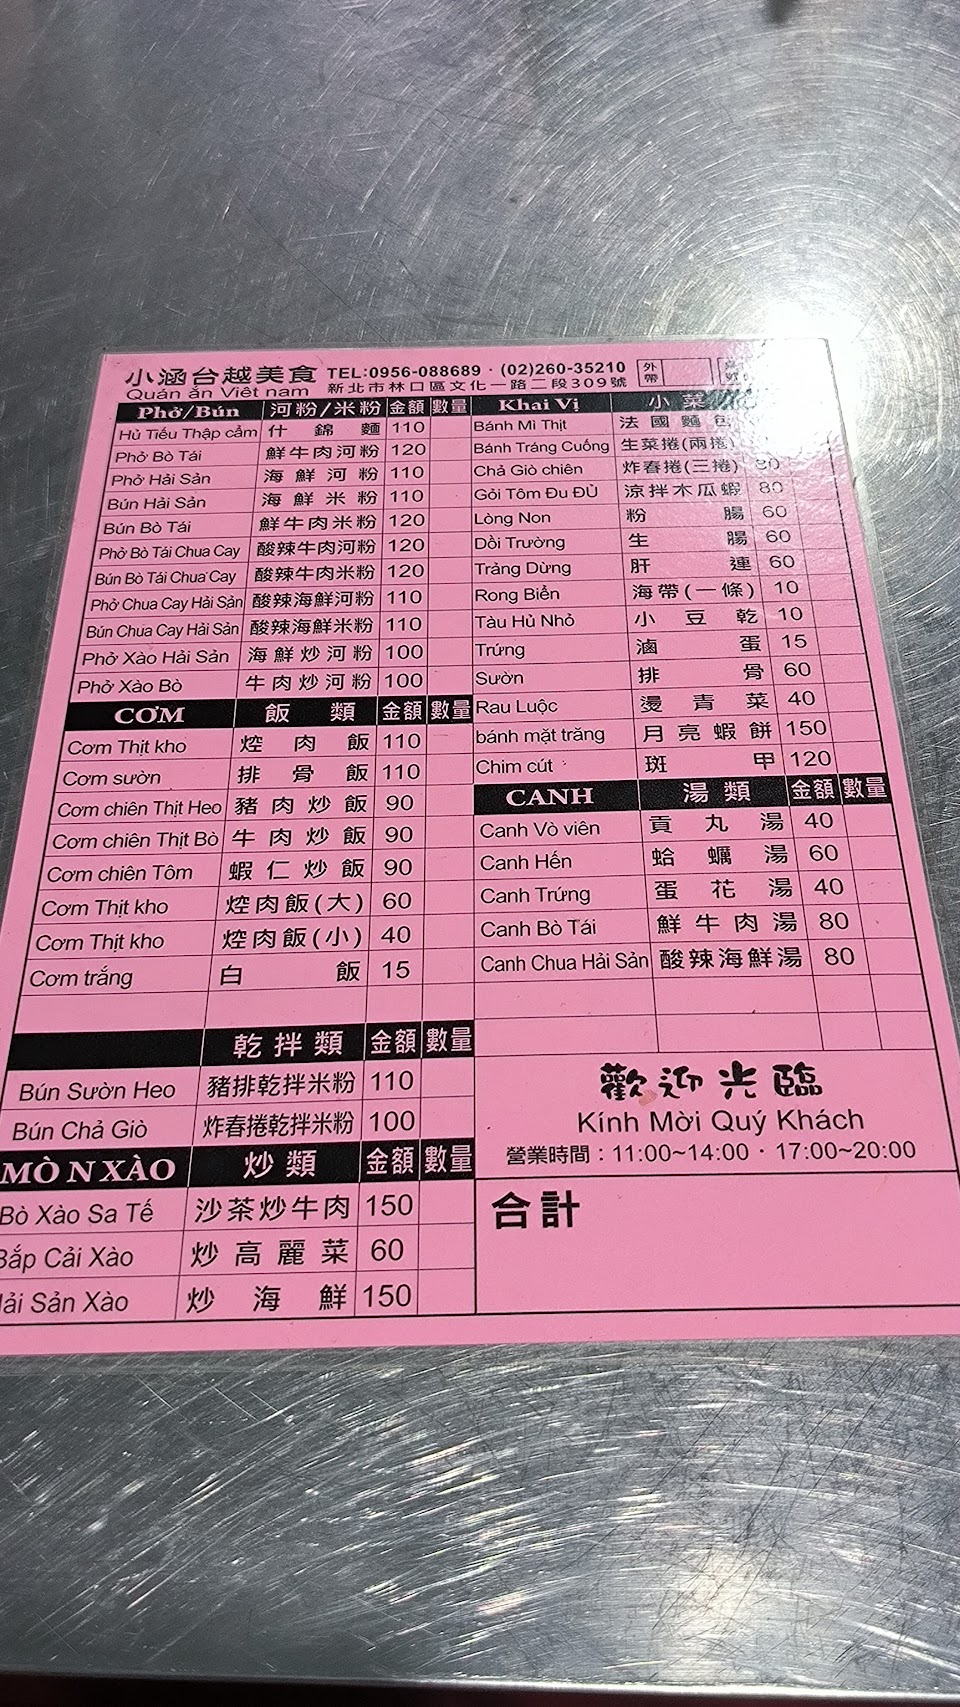 小涵台越美食 TEL:0956-088689 · (02)260-35210 外帶
Quán ăn Việt nam 新北市林口區文化一路二段309號
Phở/Bún 河粉/米粉 金額 數量
Hủ Tiếu Thập cẩm 什錦麵 110
Phở Bò Tái 鮮牛肉河粉 120
Phở Hải Sản 海鮮河粉 110
Bún Hải Sản 海鮮米粉 110
Bún Bò Tái 鮮牛肉米粉 120
Phở Bò Tái Chua Cay 酸辣牛肉河粉 120
Bún Bò Tái Chua Cay 酸辣牛肉米粉 120
Phở Chua Cay Hải Sản 酸辣海鮮河粉 110
Bún Chua Cay Hải Sản 酸辣海鮮米粉 110
Phở Xào Hải Sản 海鮮炒河粉 100
Phở Xào Bò 牛肉炒河粉 100
CƠM 飯類 金額 數量
Cơm Thịt kho 焢肉飯 110
Cơm sườn 排骨飯 110
Cơm chiên Thịt Heo 豬肉炒飯 90
Cơm chiên Thịt Bò 牛肉炒飯 90
Cơm chiên Tôm 蝦仁炒飯 90
Cơm Thịt kho 焢肉飯(大) 60
Cơm Thịt kho 焢肉飯(小) 40
Cơm trắng 白飯 15
乾拌類 金額 數量
Bún Sườn Heo 豬排乾拌米粉 110
Bún Chả Giò 炸春捲乾拌米粉 100
MÒ N XÀO 炒類 金額 數量
Bò Xào Sa Tế 沙茶炒牛肉 150
Bắp Cải Xào 炒高麗菜 60
Hải Sản Xào 炒海鮮 150
Khai Vị 小菜
Bánh Mì Thịt 法國麵包
Bánh Tráng Cuống 生菜捲(兩捲)
Chả Giò chiên 炸春捲(三捲)
Gỏi Tôm Đu ĐỦ 涼拌木瓜蝦 80
Lòng Non 粉腸 60
Dồi Trường 生腸 60
Trảng Dừng 肝連 60
Rong Biển 海帶(一條) 10
Tàu Hủ Nhỏ 小豆乾 10
Trứng 滷蛋 15
Sườn 排骨 60
Rau Luộc 燙青菜 40
bánh mặt trăng 月亮蝦餅 150
Chim cút 斑甲 120
CANH 湯類 金額 數量
Canh Vò viên 貢丸湯 40
Canh Hến 蛤蠣湯 60
Canh Trứng 蛋花湯 40
Canh Bò Tái 鮮牛肉湯 80
Canh Chua Hải Sản 酸辣海鮮湯 80
歡迎光臨
Kính Mời Quý Khách
營業時間：11:00~14:00 · 17:00~20:00
合計